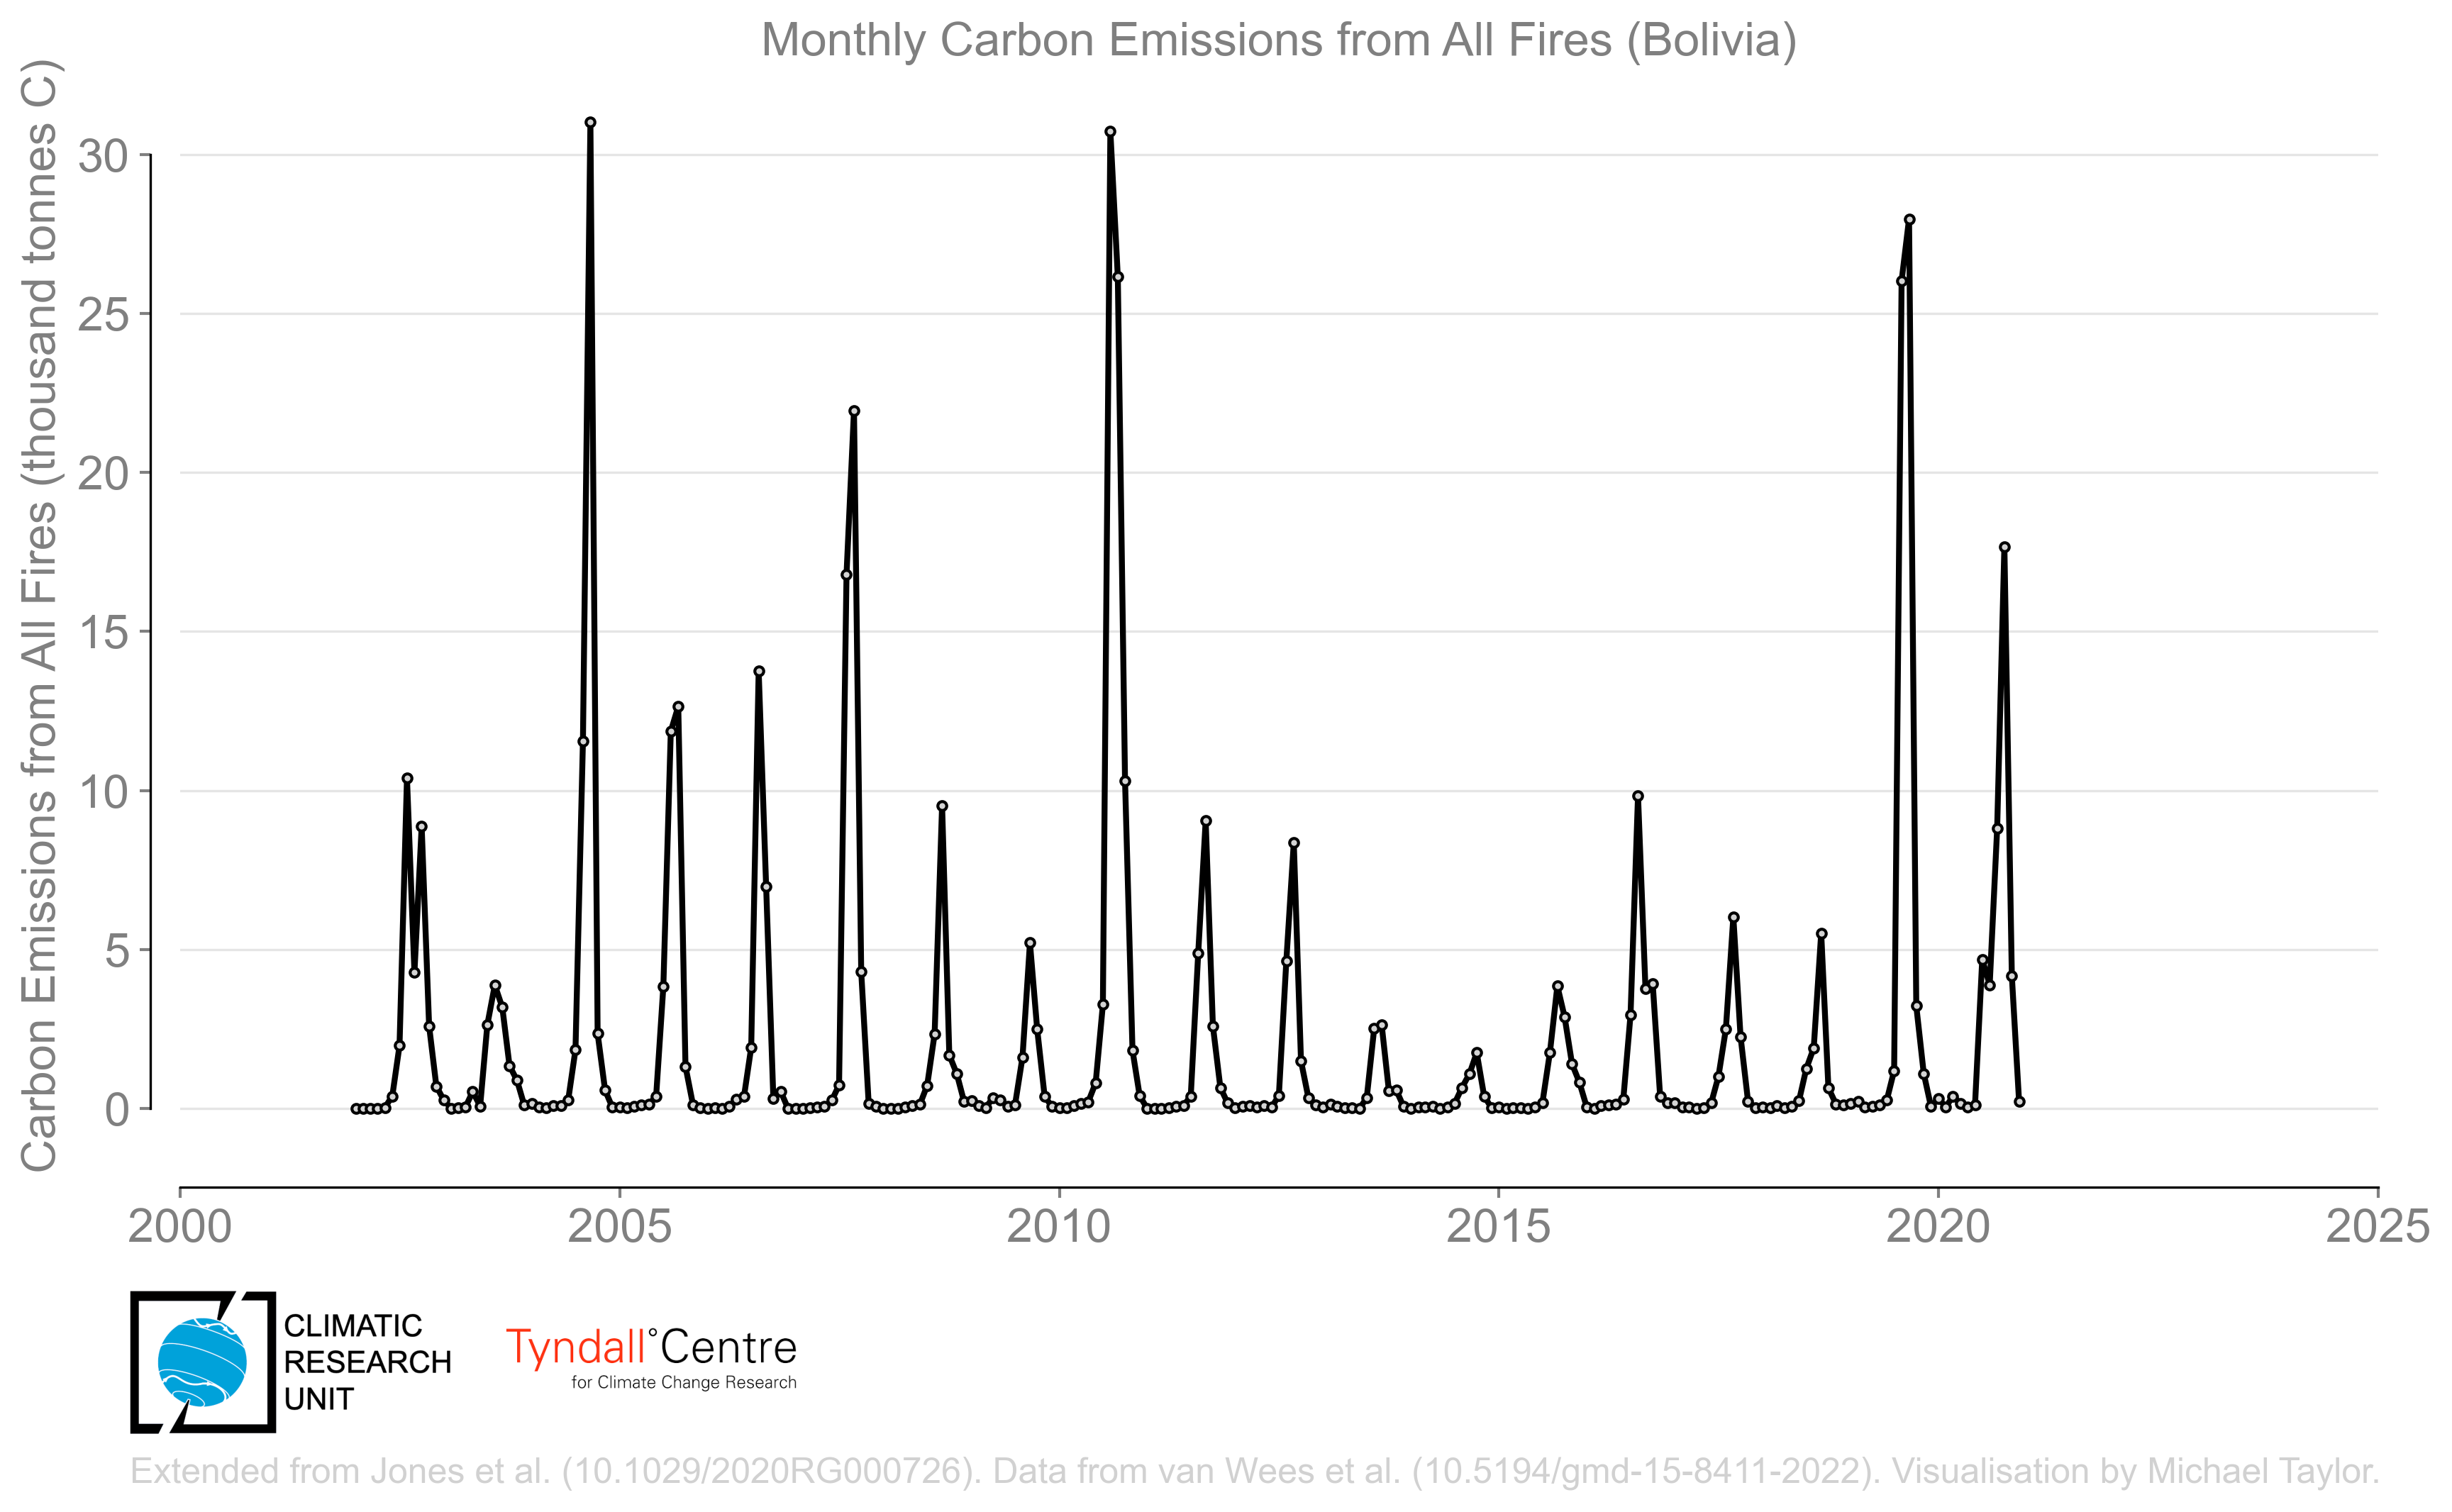 Monthly Carbon Emissions from All Fires (Bolivia)
Carbon Emissions from All Fires (thousand tonnes C)
30
25
20
15
10
5
0
2000 2005 2010 2015 2020 2025
CLIMATIC
RESEARCH
UNIT
Tyndall°Centre
for Climate Change Research
Extended from Jones et al. (10.1029/2020RG000726). Data from van Wees et al. (10.5194/gmd-15-8411-2022). Visualisation by Michael Taylor.